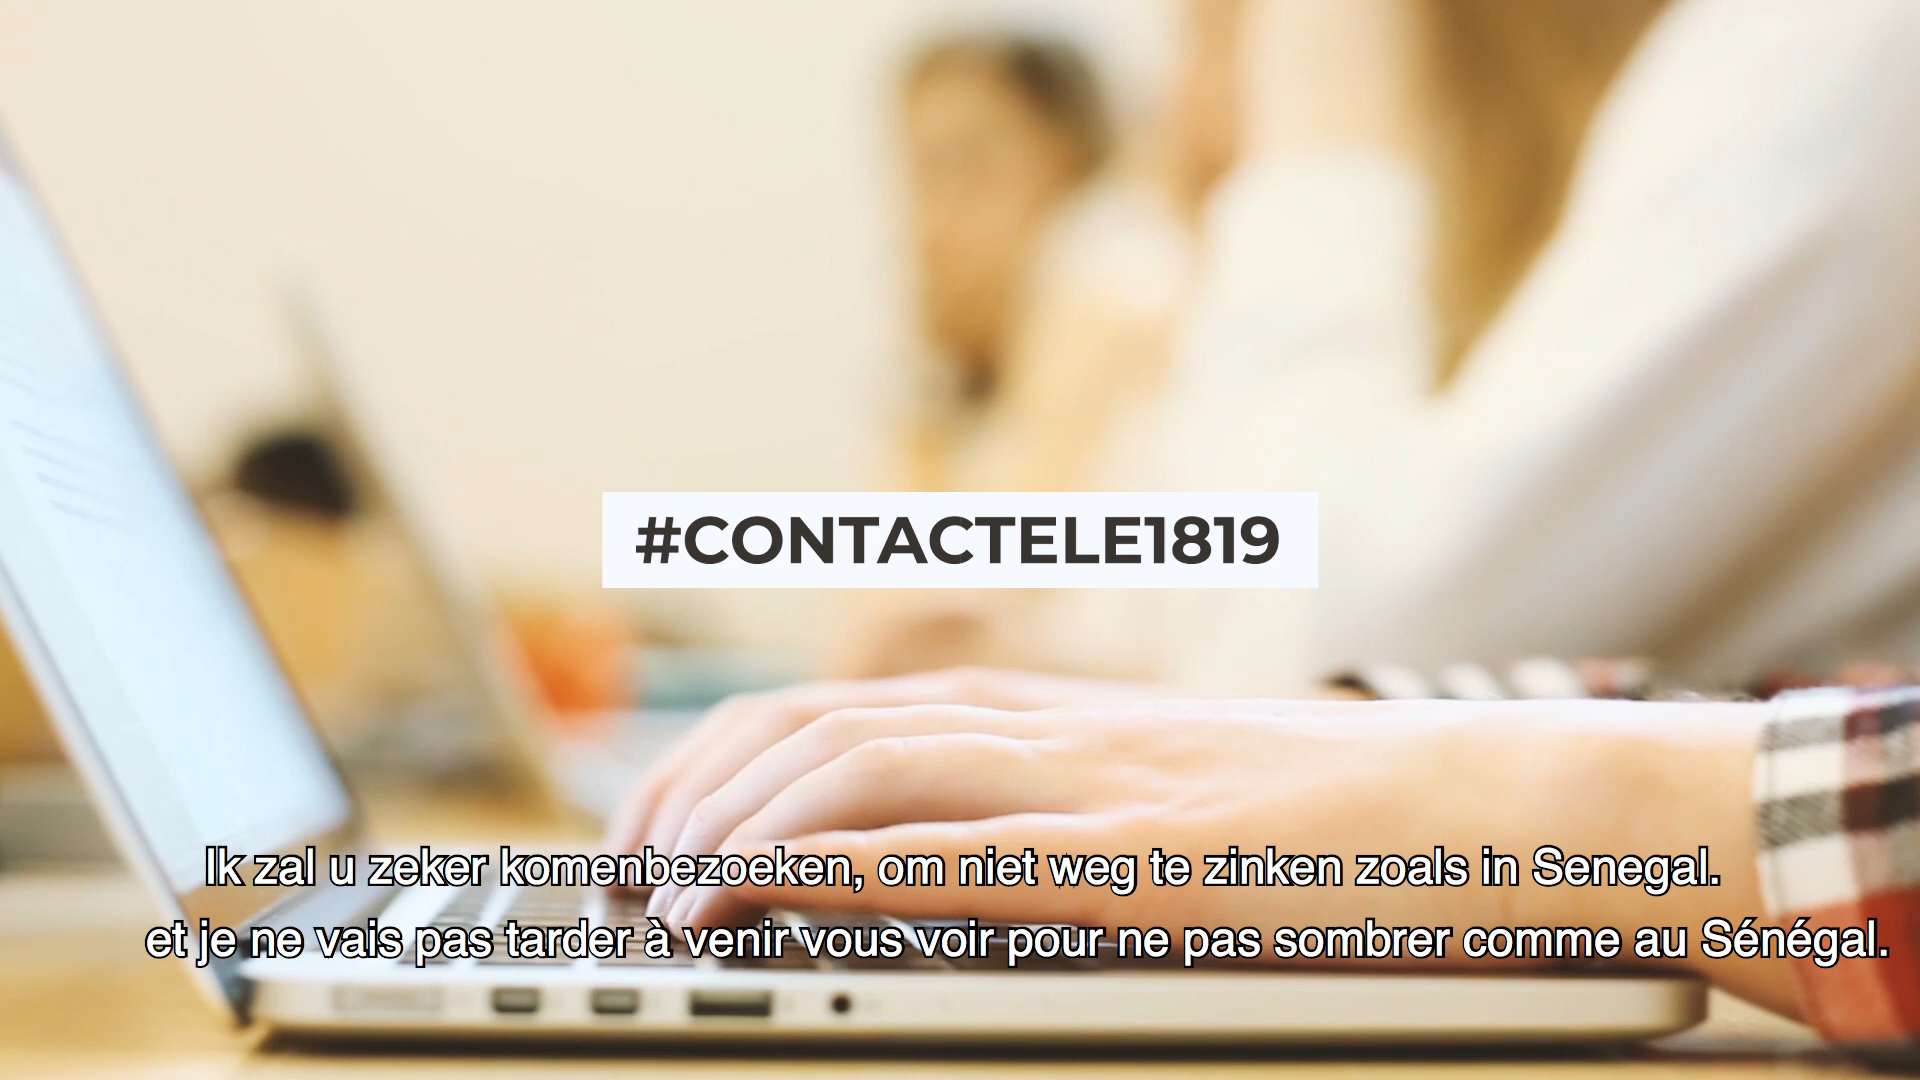 #CONTACTELE1819
Ik zal u zeker komenbezoeken, om niet weg te zinken zoals in Senegal.
et je ne vais pas tarder à venir vous voir pour ne pas sombrer comme au Sénégal.